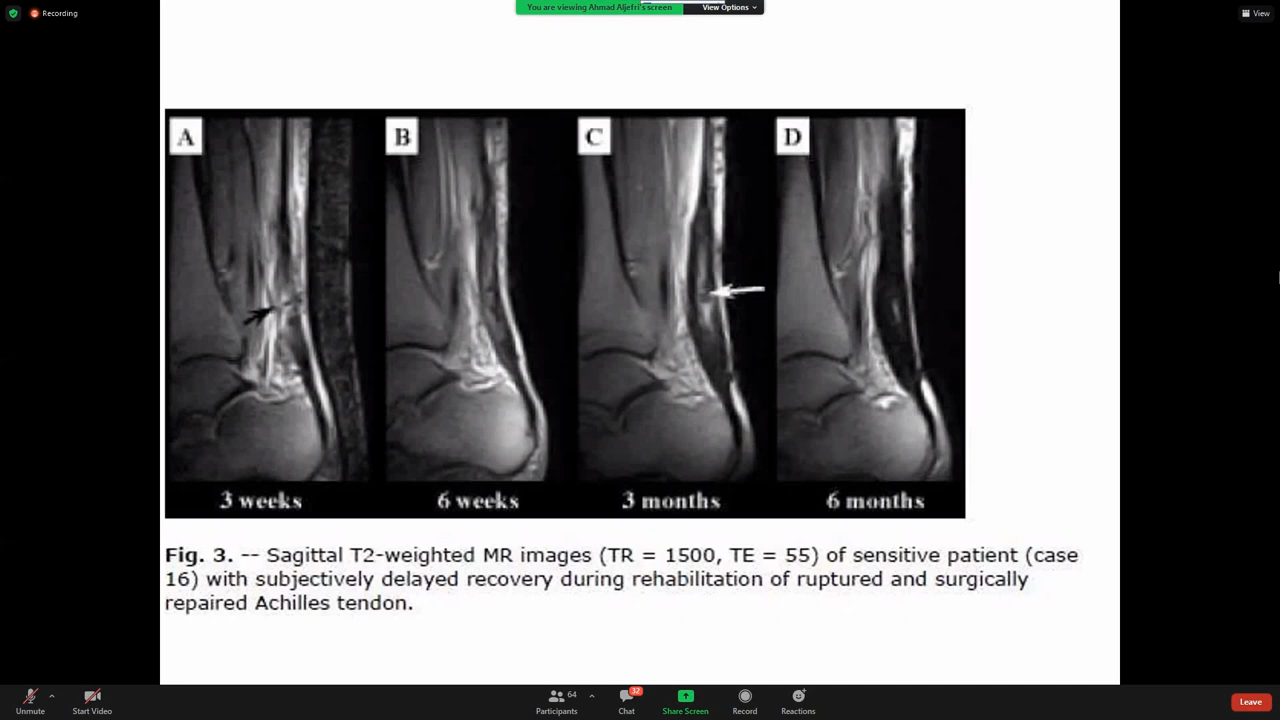 Recording
You are viewing Ahmad Aljefri's screen
View Options
View
A
B
C
D
3 weeks
6 weeks
3 months
6 months
Fig. 3. -- Sagittal T2-weighted MR images (TR = 1500, TE = 55) of sensitive patient (case
16) with subjectively delayed recovery during rehabilitation of ruptured and surgically
repaired Achilles tendon.
Unmute
Start Video
64
Participants
32
Chat
Share Screen
Record
Reactions
Leave